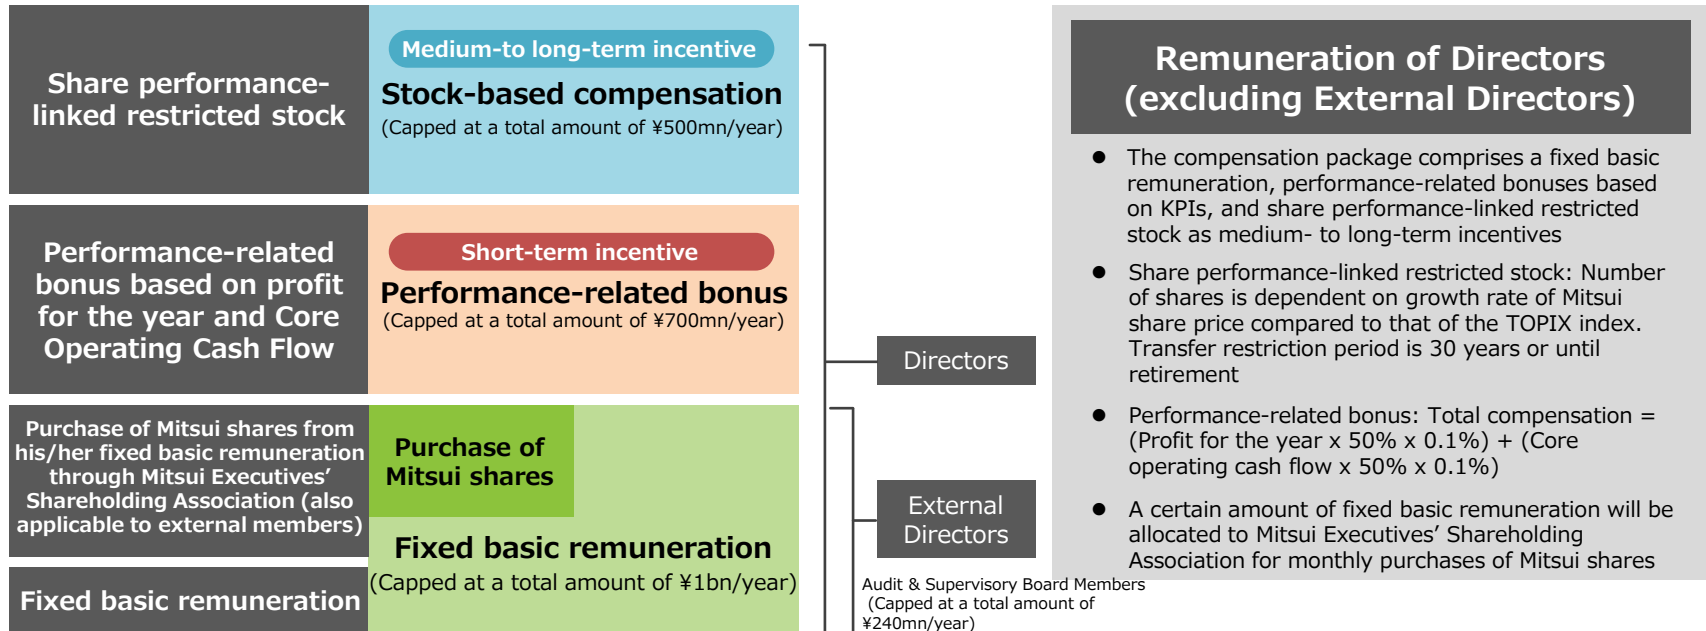 Share performance-
linked restricted stock
Medium-to long-term incentive
Stock-based compensation
(Capped at a total amount of ¥500mn/year)
Performance-related
bonus based on profit
for the year and Core
Operating Cash Flow
Short-term incentive
Performance-related bonus
(Capped at a total amount of ¥700mn/year)
Purchase of Mitsui shares from
his/her fixed basic remuneration
through Mitsui Executives’
Shareholding Association (also
applicable to external members)
Purchase of
Mitsui shares
Fixed basic remuneration
(Capped at a total amount of ¥1bn/year)
Fixed basic remuneration
Directors
External
Directors
Audit & Supervisory Board Members
(Capped at a total amount of
¥240mn/year)
Remuneration of Directors
(excluding External Directors)
● The compensation package comprises a fixed basic
remuneration, performance-related bonuses based
on KPIs, and share performance-linked restricted
stock as medium- to long-term incentives
● Share performance-linked restricted stock: Number
of shares is dependent on growth rate of Mitsui
share price compared to that of the TOPIX index.
Transfer restriction period is 30 years or until
retirement
● Performance-related bonus: Total compensation =
(Profit for the year x 50% x 0.1%) + (Core
operating cash flow x 50% x 0.1%)
● A certain amount of fixed basic remuneration will be
allocated to Mitsui Executives’ Shareholding
Association for monthly purchases of Mitsui shares